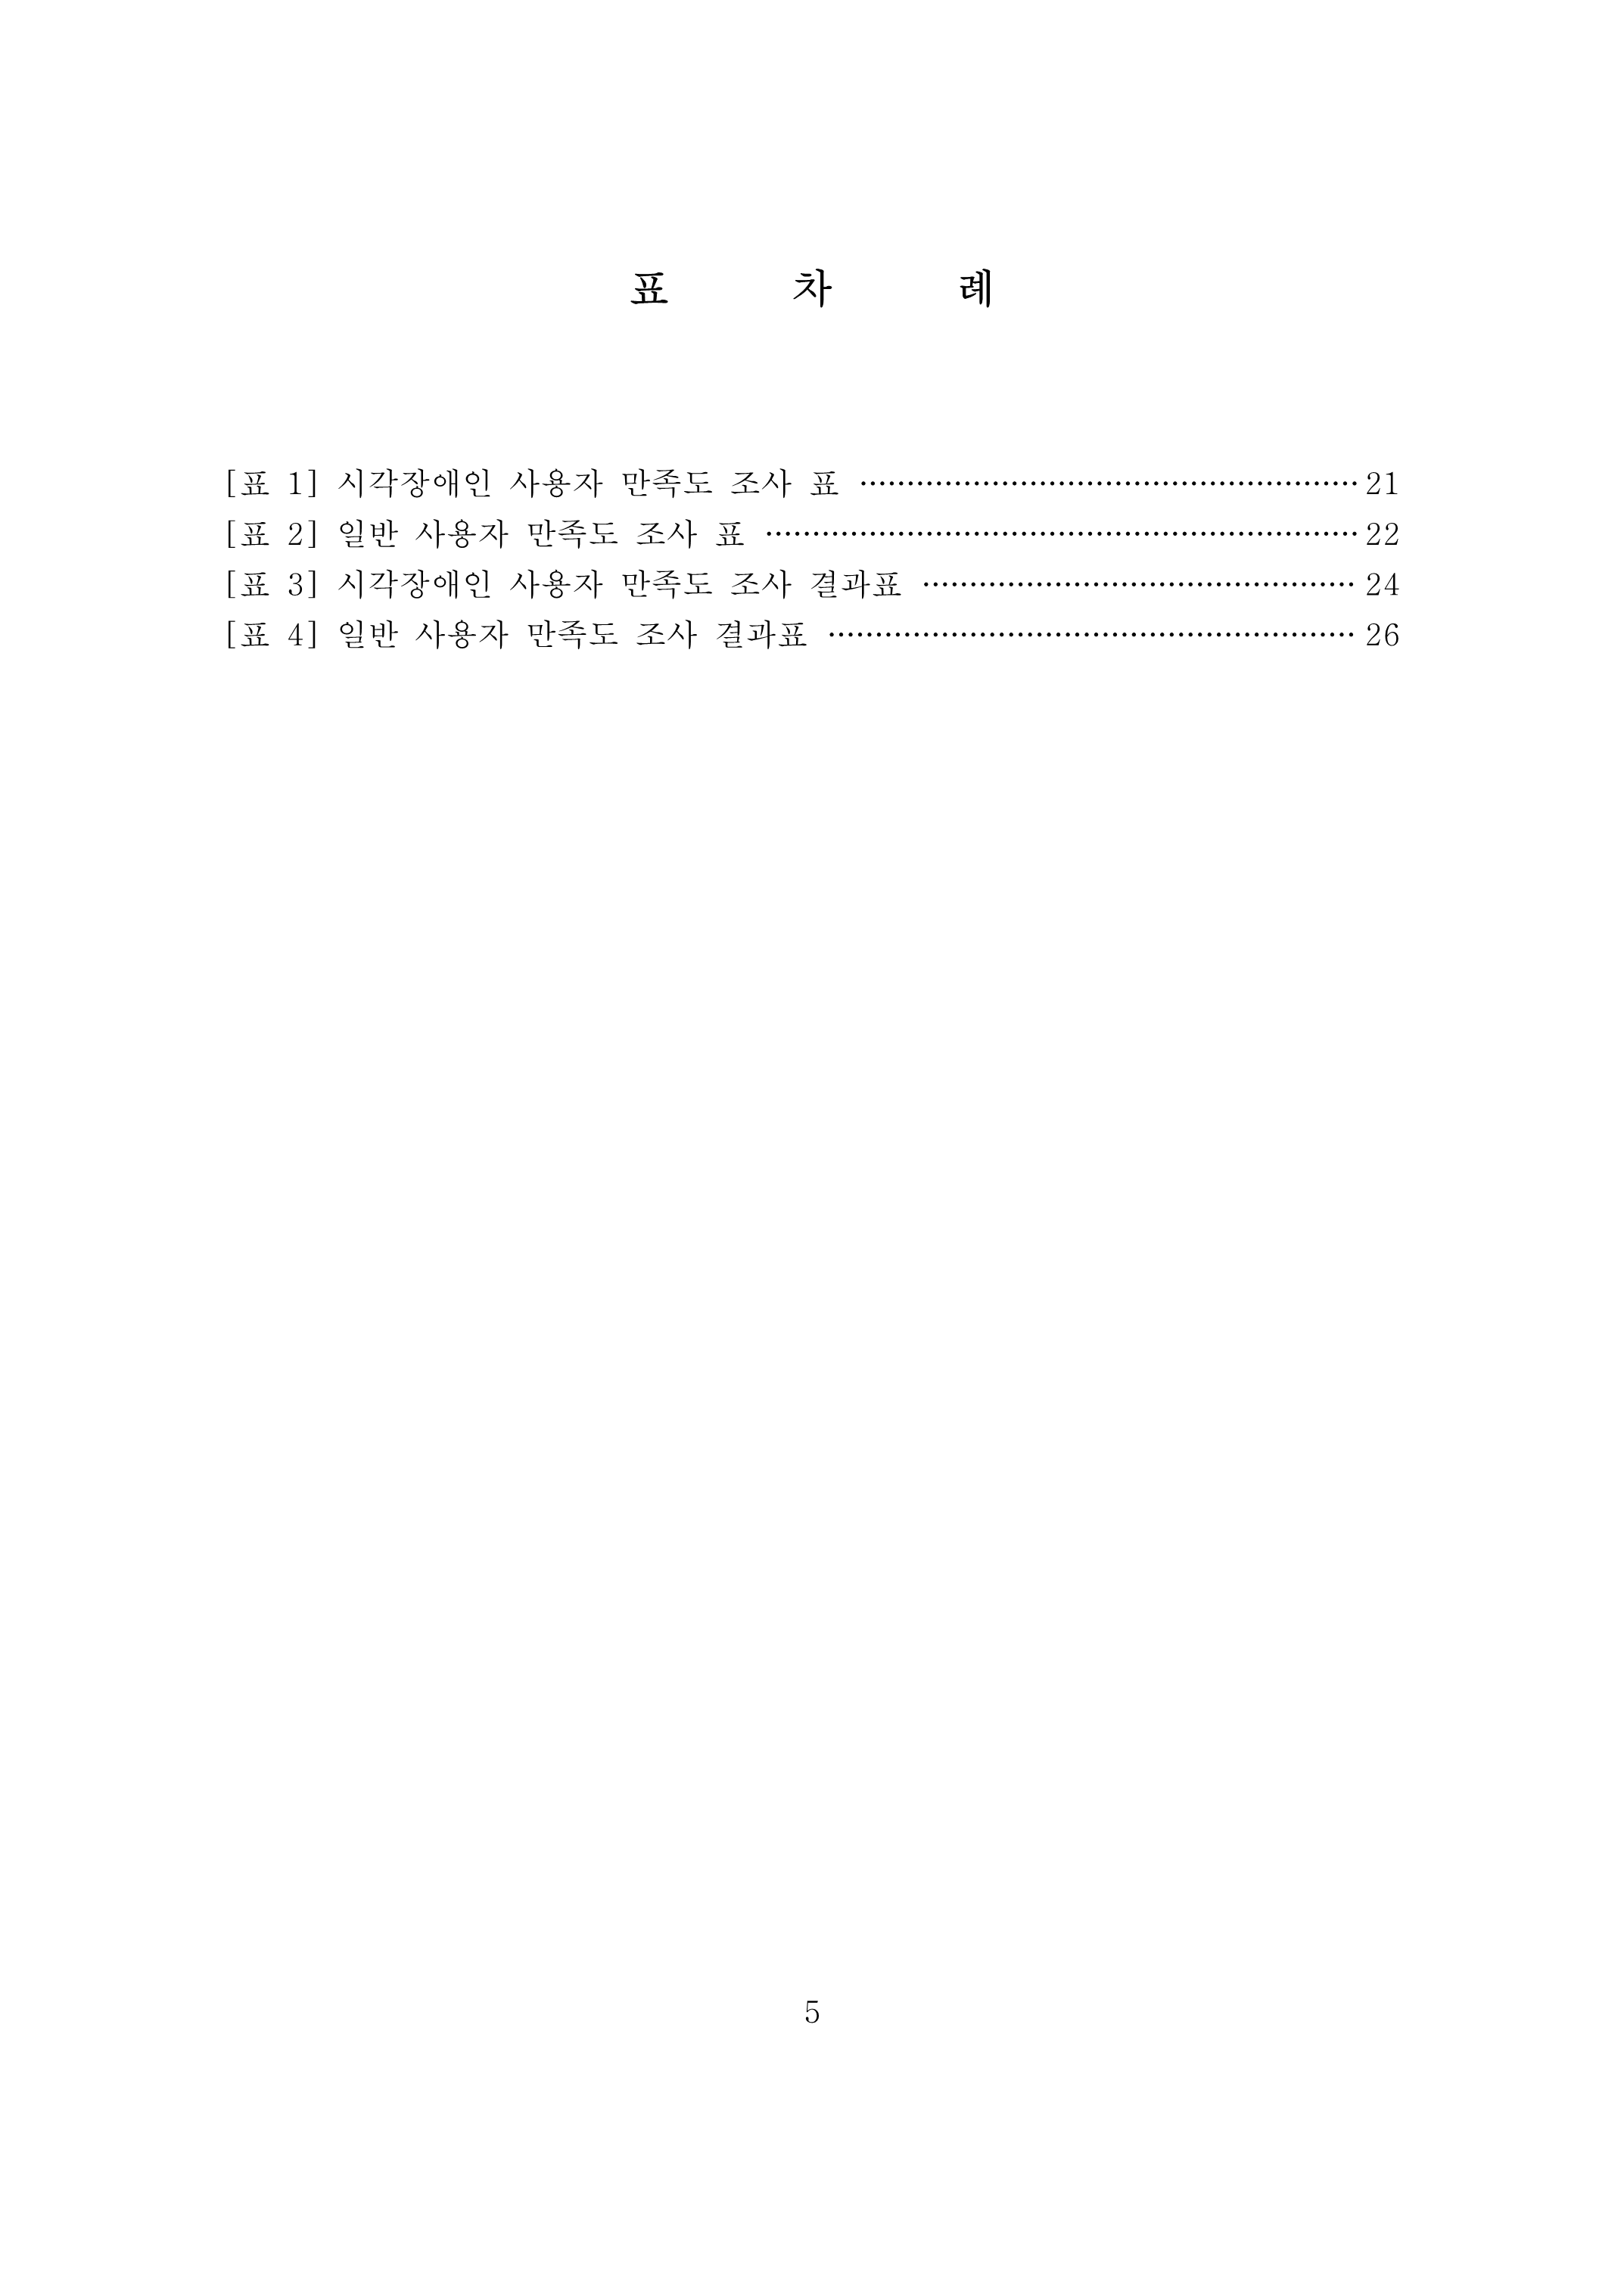 표 차 례
[표 1] 시각장애인 사용자 만족도 조사 표 ······················································ 21
[표 2] 일반 사용자 만족도 조사 표 ································································ 22
[표 3] 시각장애인 사용자 만족도 조사 결과표 ··············································· 24
[표 4] 일반 사용자 만족도 조사 결과표 ························································· 26
5